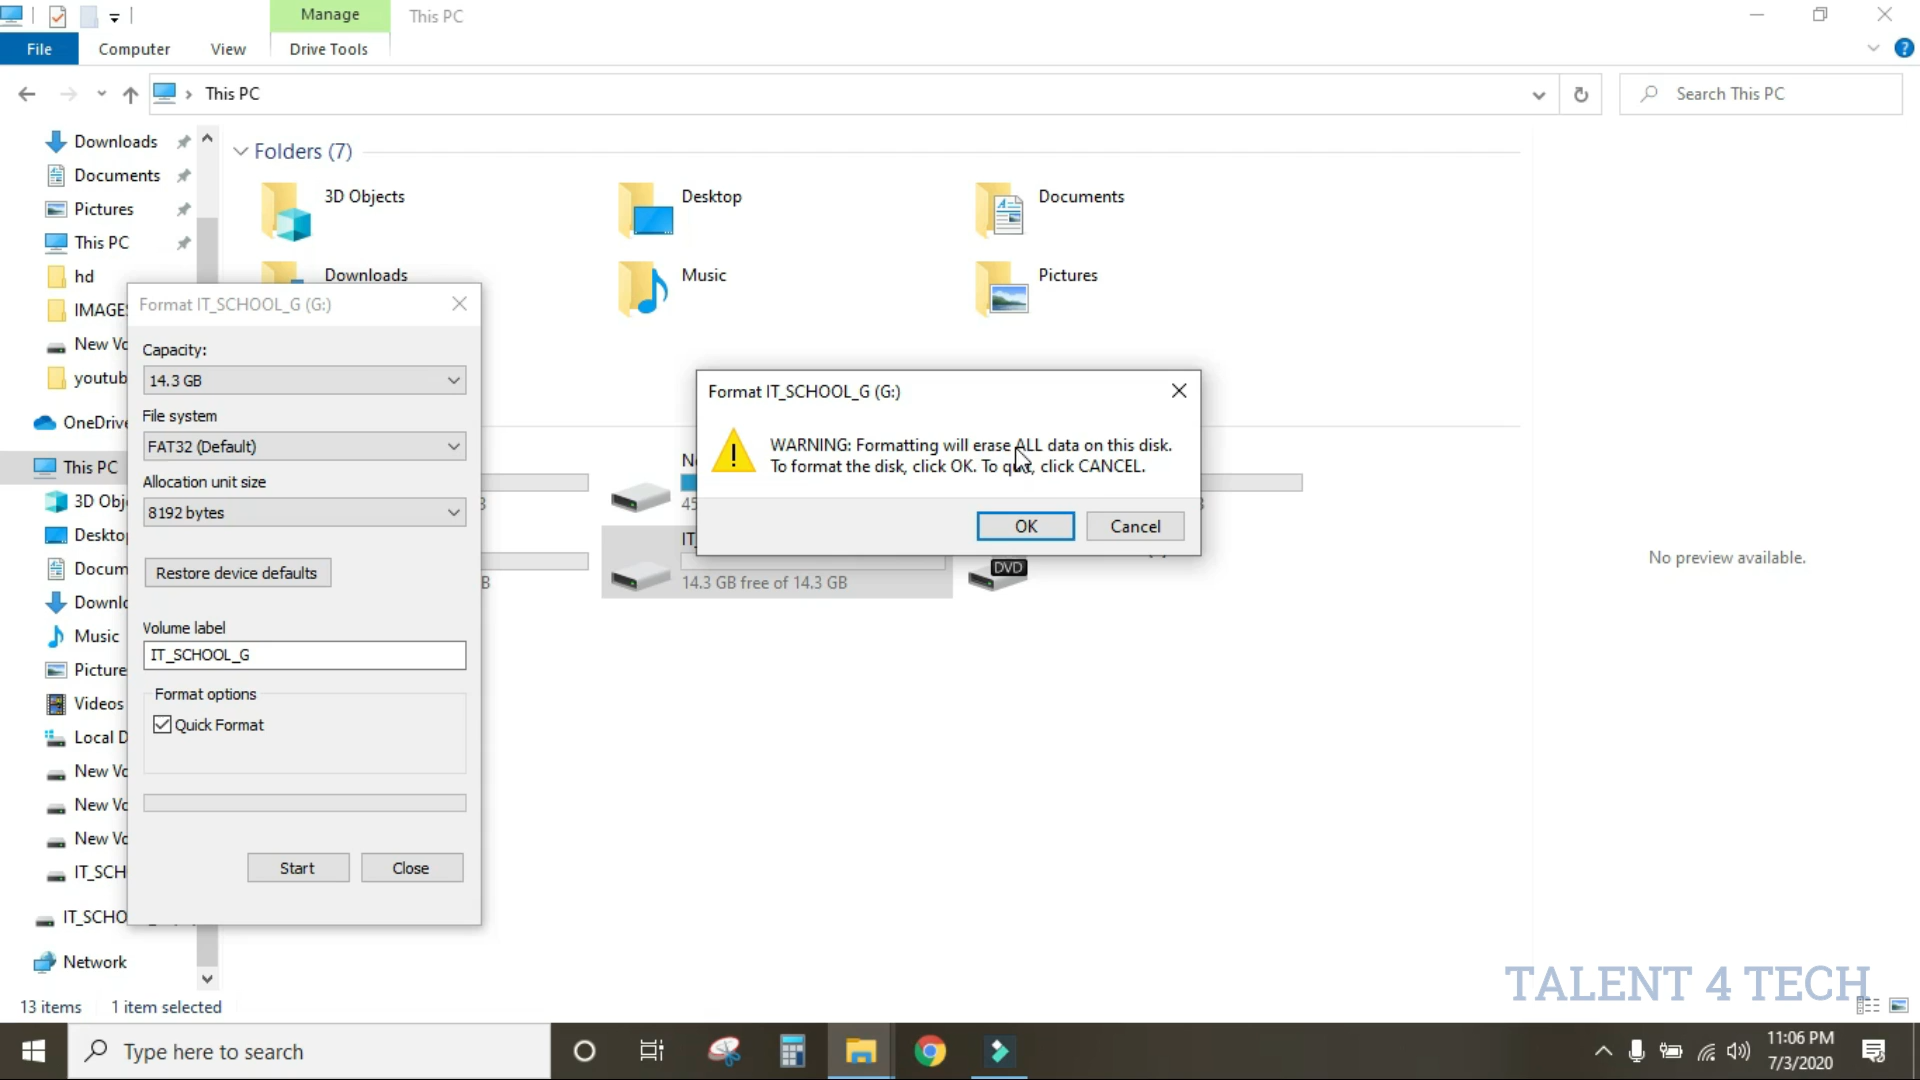 Manage
This PC
File
Computer
View
Drive Tools
This PC
Search This PC
Downloads
Documents
Pictures
This PC
hd
IMAGES
New Vo
youtub
OneDrive
This PC
3D Obj
Desktop
Docum
Downlo
Music
Picture
Videos
Local D
New Vo
New Vo
New Vo
IT_SCH
IT_SCHO
Network
Folders (7)
3D Objects
Desktop
Documents
Downloads
Music
Pictures
Format IT_SCHOOL_G (G:)
Capacity:
14.3 GB
File system
FAT32 (Default)
Allocation unit size
8192 bytes
Restore device defaults
Volume label
IT_SCHOOL_G
Format options
Quick Format
Start
Close
Format IT_SCHOOL_G (G:)
WARNING: Formatting will erase ALL data on this disk.
To format the disk, click OK. To quit, click CANCEL.
OK
Cancel
14.3 GB free of 14.3 GB
DVD
No preview available.
13 items
1 item selected
TALENT 4 TECH
Type here to search
11:06 PM
7/3/2020